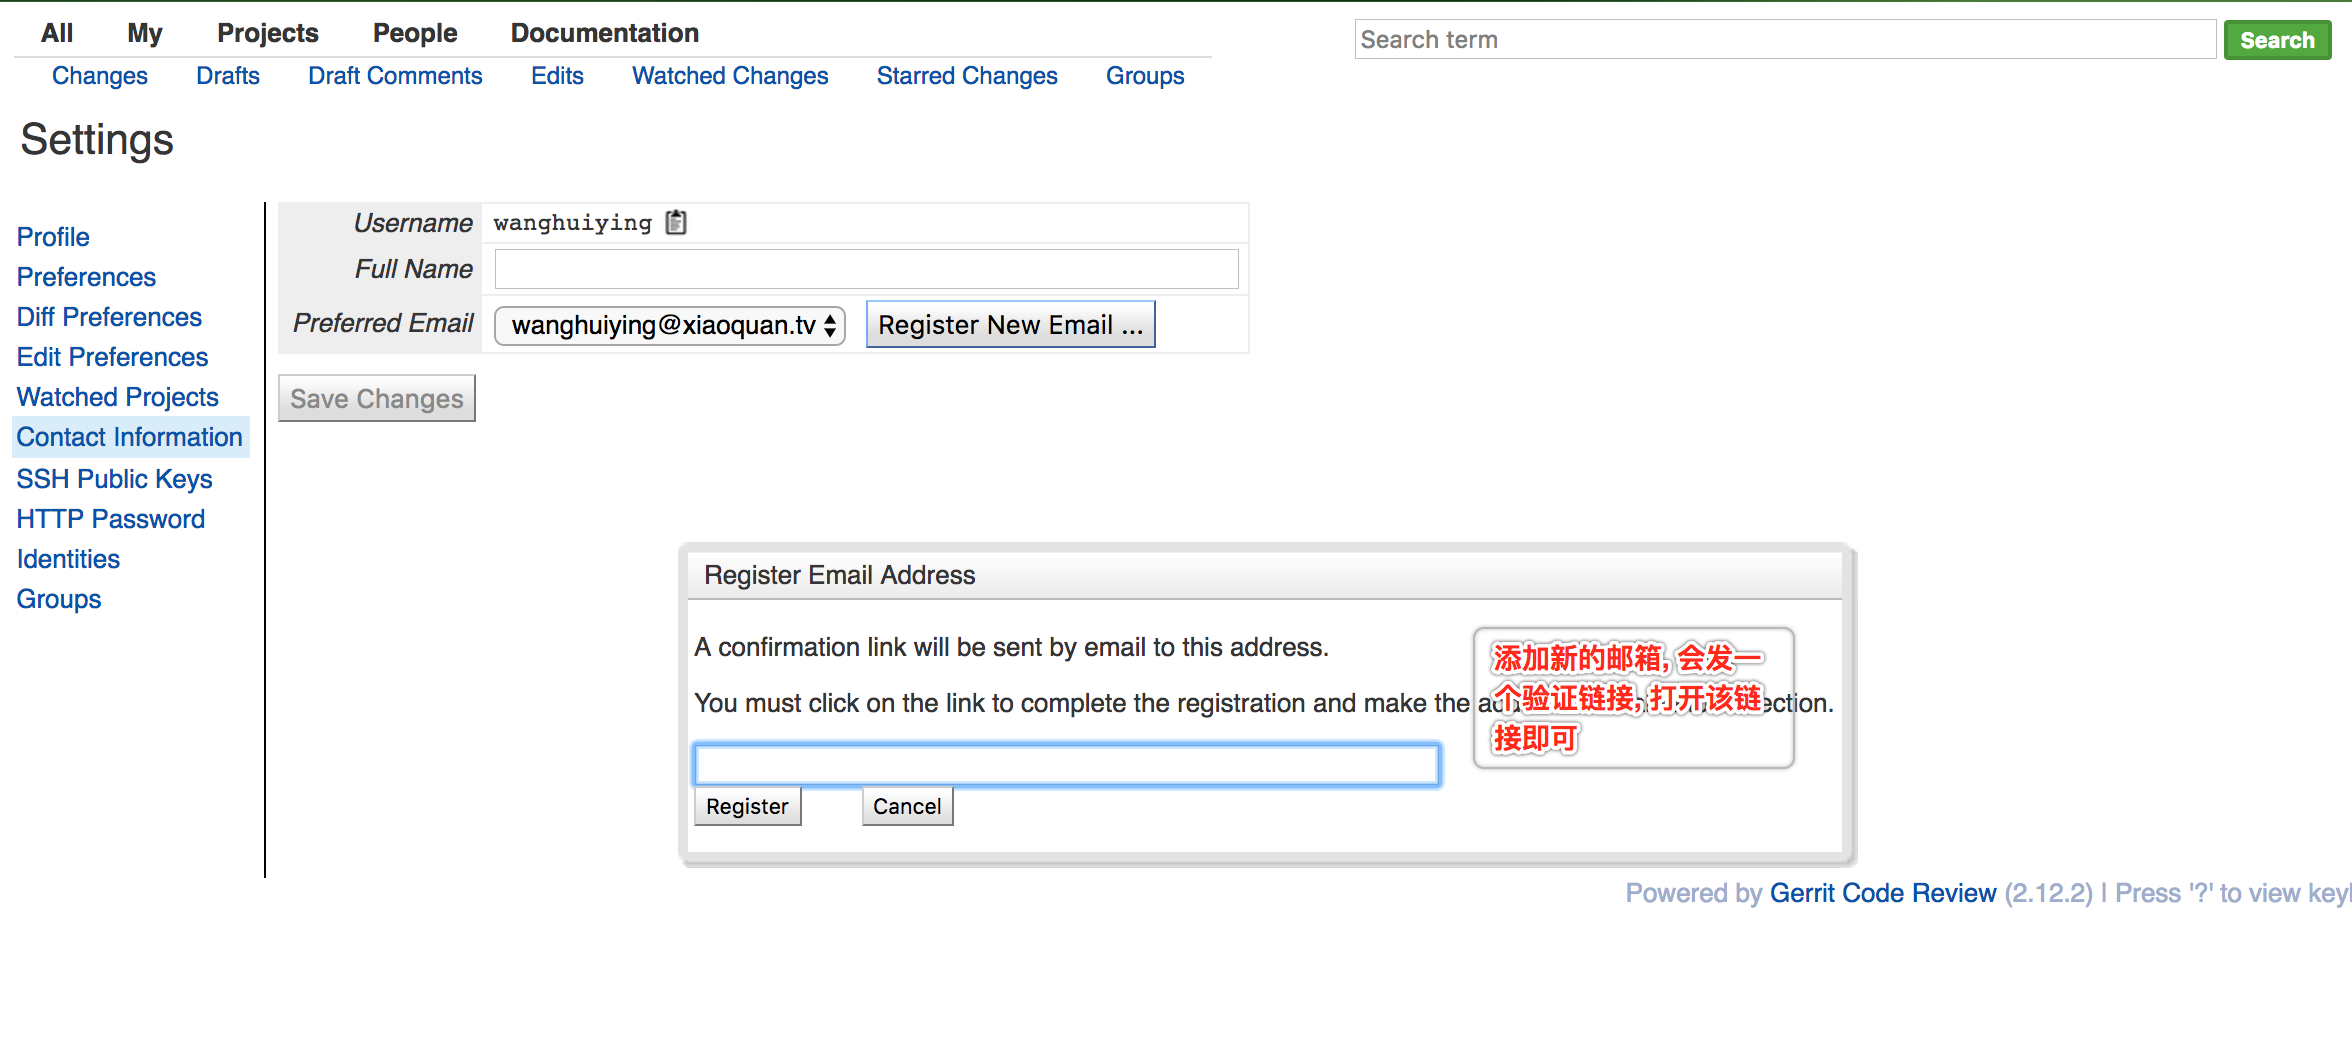 All My Projects People Documentation
Search term Search
Changes Drafts Draft Comments Edits Watched Changes Starred Changes Groups
Settings
Profile
Preferences
Diff Preferences
Edit Preferences
Watched Projects
Contact Information
SSH Public Keys
HTTP Password
Identities
Groups
Username wanghuiying
Full Name
Preferred Email wanghuiying@xiaoquan.tv Register New Email ...
Save Changes
Register Email Address
A confirmation link will be sent by email to this address.
You must click on the link to complete the registration and make the
添加新的邮箱, 会发一
个验证链接, 打开该链
接即可
Register Cancel
Powered by Gerrit Code Review (2.12.2) | Press '?' to view